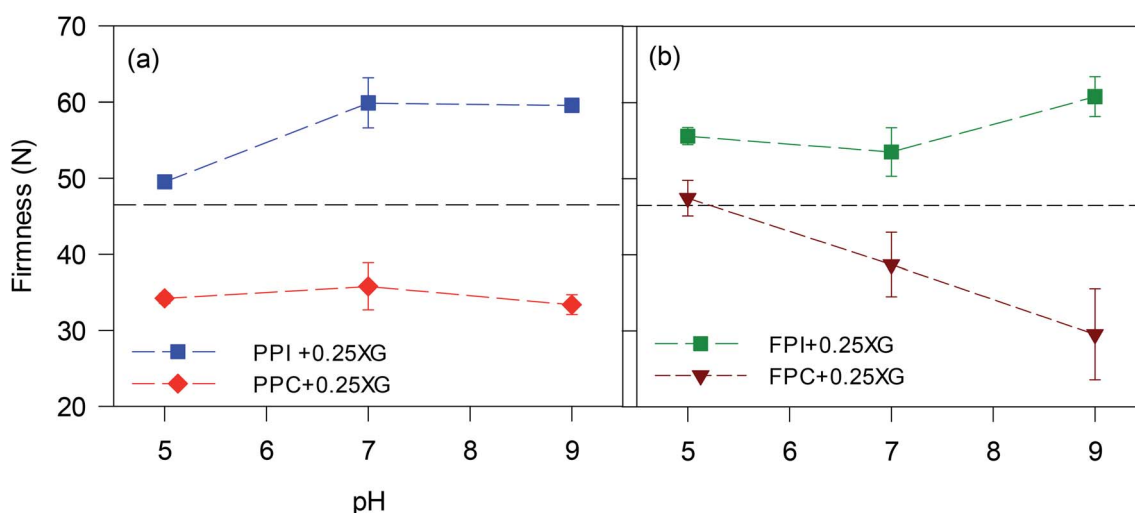 70
60
50
40
30
20
Firmness (N)
(a)
PPI +0.25XG
PPC+0.25XG
5 6 7 8 9
pH
(b)
FPI+0.25XG
FPC+0.25XG
5 6 7 8 9